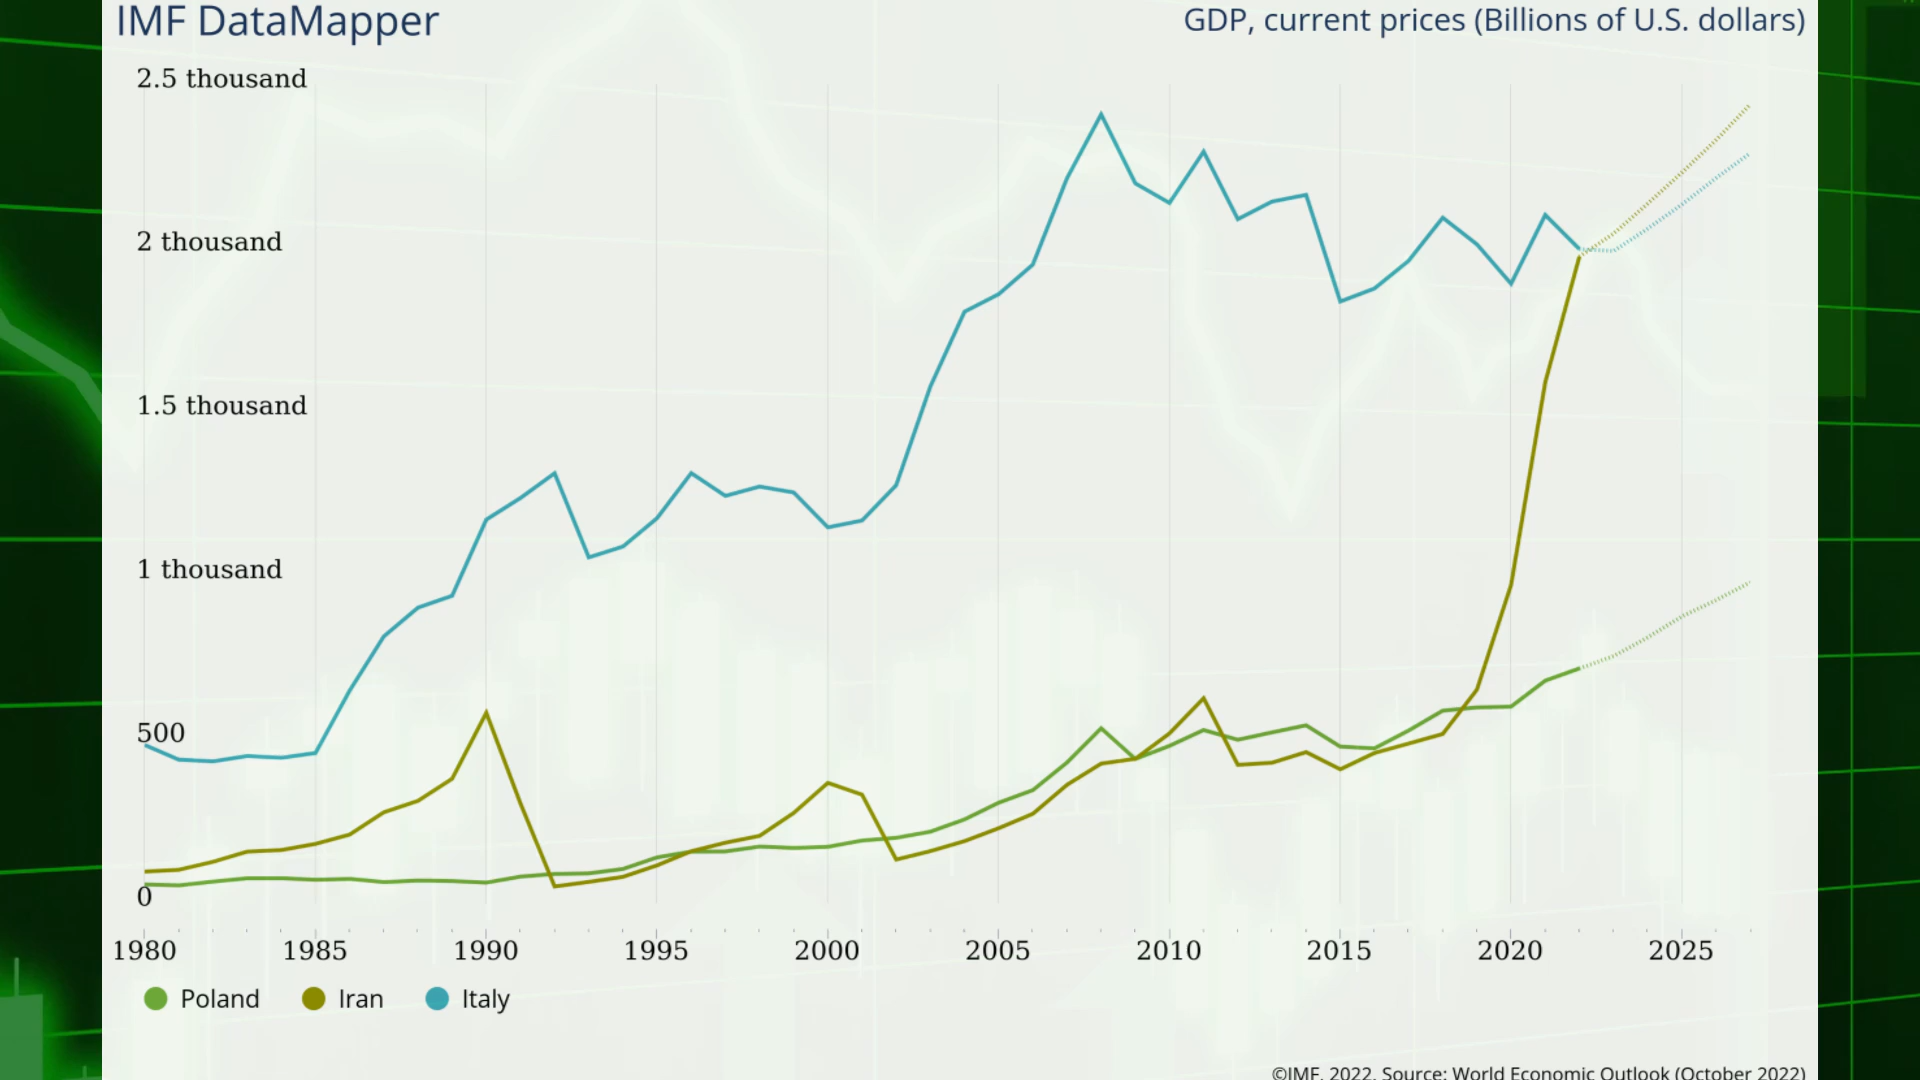 IMF DataMapper
GDP, current prices (Billions of U.S. dollars)
2.5 thousand
2 thousand
1.5 thousand
1 thousand
500
0
1980 1985 1990 1995 2000 2005 2010 2015 2020 2025
Poland Iran Italy
©IMF, 2022, Source: World Economic Outlook (October 2022)